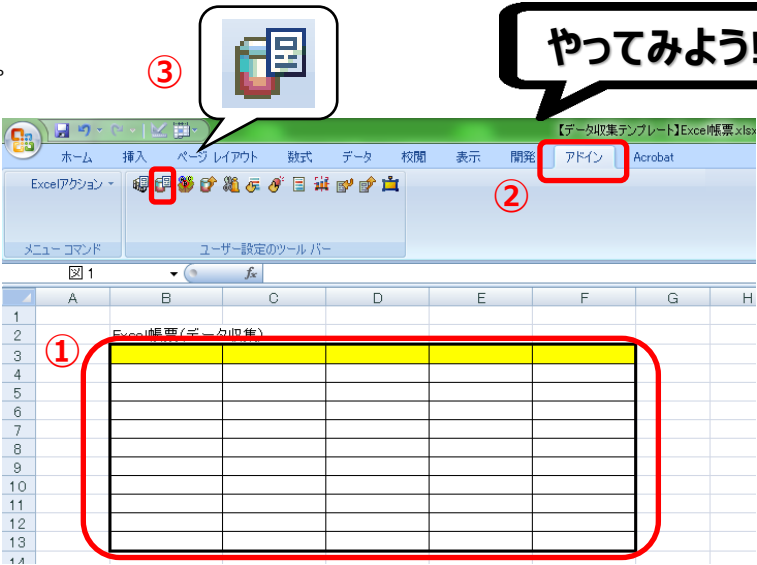 やってみよう!
。
③
【データ収集テンプレート】Excel帳票.xlsx
ホーム 挿入 ページ レイアウト 数式 データ 校閲 表示 開発 アドイン Acrobat
Excelアクション
②
メニュー コマンド ユーザー設定のツール バー
図 1 fx
A B C D E F G H
1
2 Excel帳票(データ収集)
①
3
4
5
6
7
8
9
10
11
12
13
14